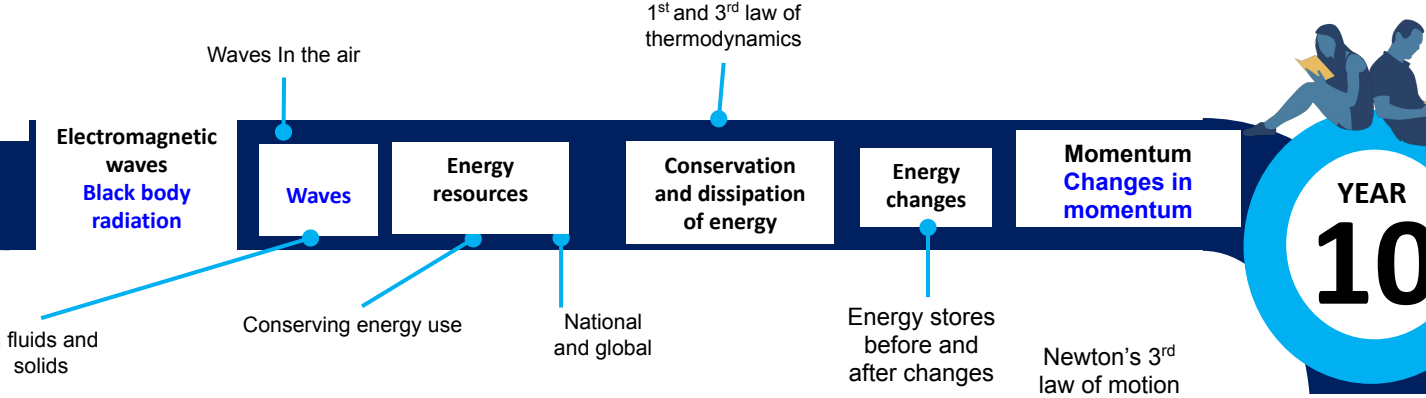 1st and 3rd law of
thermodynamics
Waves In the air
Electromagnetic
waves
Black body
radiation
Waves
Energy
resources
Conservation
and dissipation
of energy
Energy
changes
Momentum
Changes in
momentum
YEAR
10
fluids and
solids
Conserving energy use
National
and global
Energy stores
before and
after changes
Newton's 3rd
law of motion